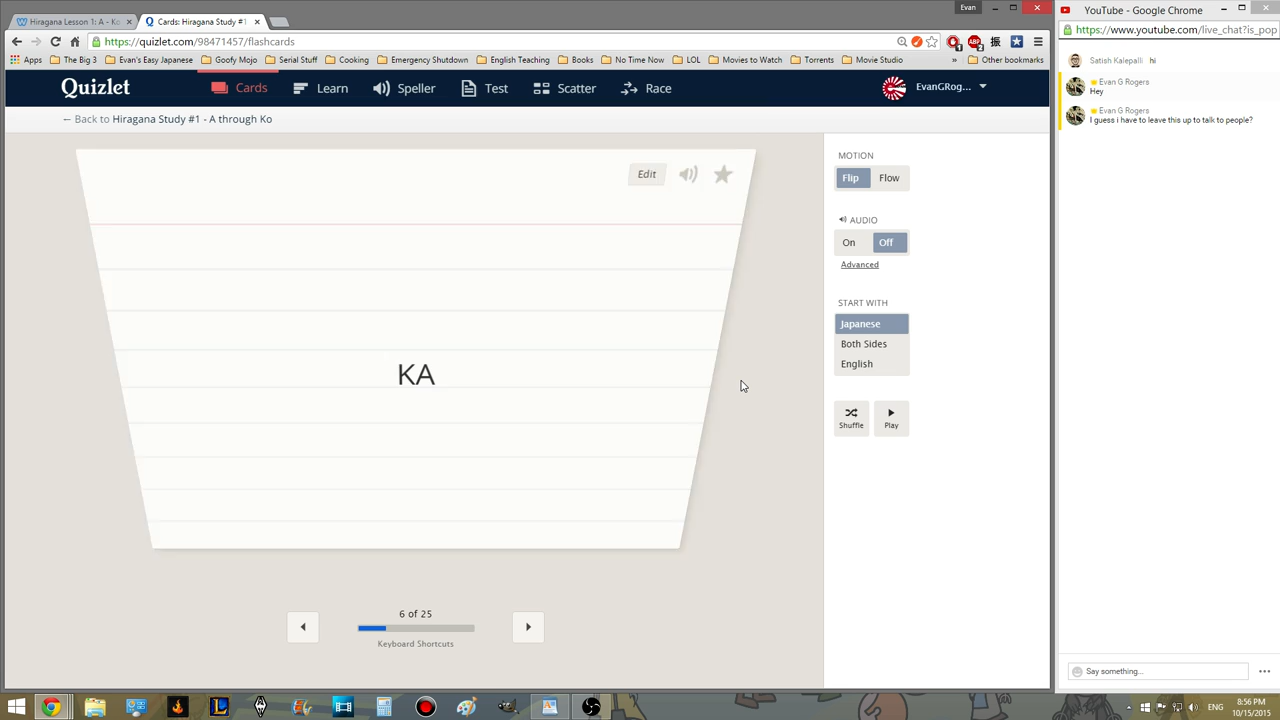 Evan
Hiragana Lesson 1: A - Ko
Cards: Hiragana Study #1
https://quizlet.com/98471457/flashcards
Apps
The Big 3
Evan's Easy Japanese
Goofy Mojo
Serial Stuff
Cooking
Emergency Shutdown
English Teaching
Books
No Time Now
LOL
Movies to Watch
Torrents
Movie Studio
»
Other bookmarks
Quizlet
Cards
Learn
Speller
Test
Scatter
Race
EvanGRog...
← Back to Hiragana Study #1 - A through Ko
Edit
KA
6 of 25
Keyboard Shortcuts
MOTION
Flip
Flow
AUDIO
On
Off
Advanced
START WITH
Japanese
Both Sides
English
Shuffle
Play
YouTube - Google Chrome
https://www.youtube.com/live_chat?is_pop
Satish Kalepalli hi
Evan G Rogers
Hey
Evan G Rogers
I guess i have to leave this up to talk to people?
Say something...
ENG
8:56 PM
10/15/2015